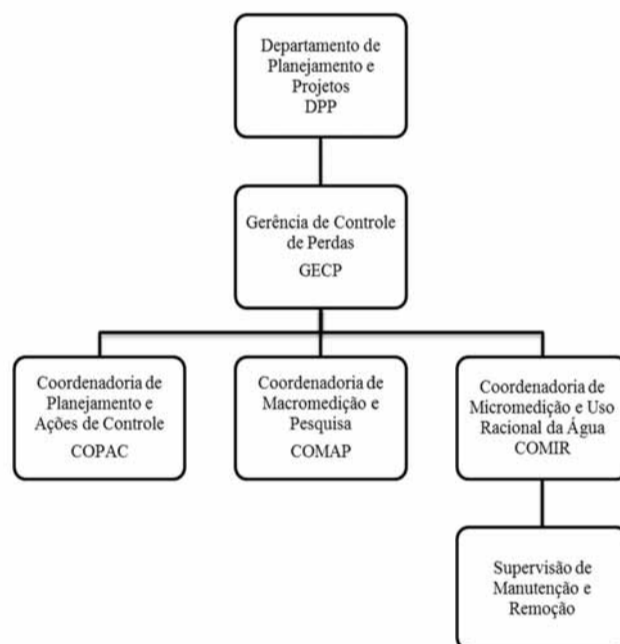 Departamento de
Planejamento e
Projetos
DPP
Gerência de Controle
de Perdas
GECP
Coordenadoria de
Planejamento e
Ações de Controle
COPAC
Coordenadoria de
Macromedição e
Pesquisa
COMAP
Coordenadoria de
Micromedição e Uso
Racional da Água
COMIR
Supervisão de
Manutenção e
Remoção